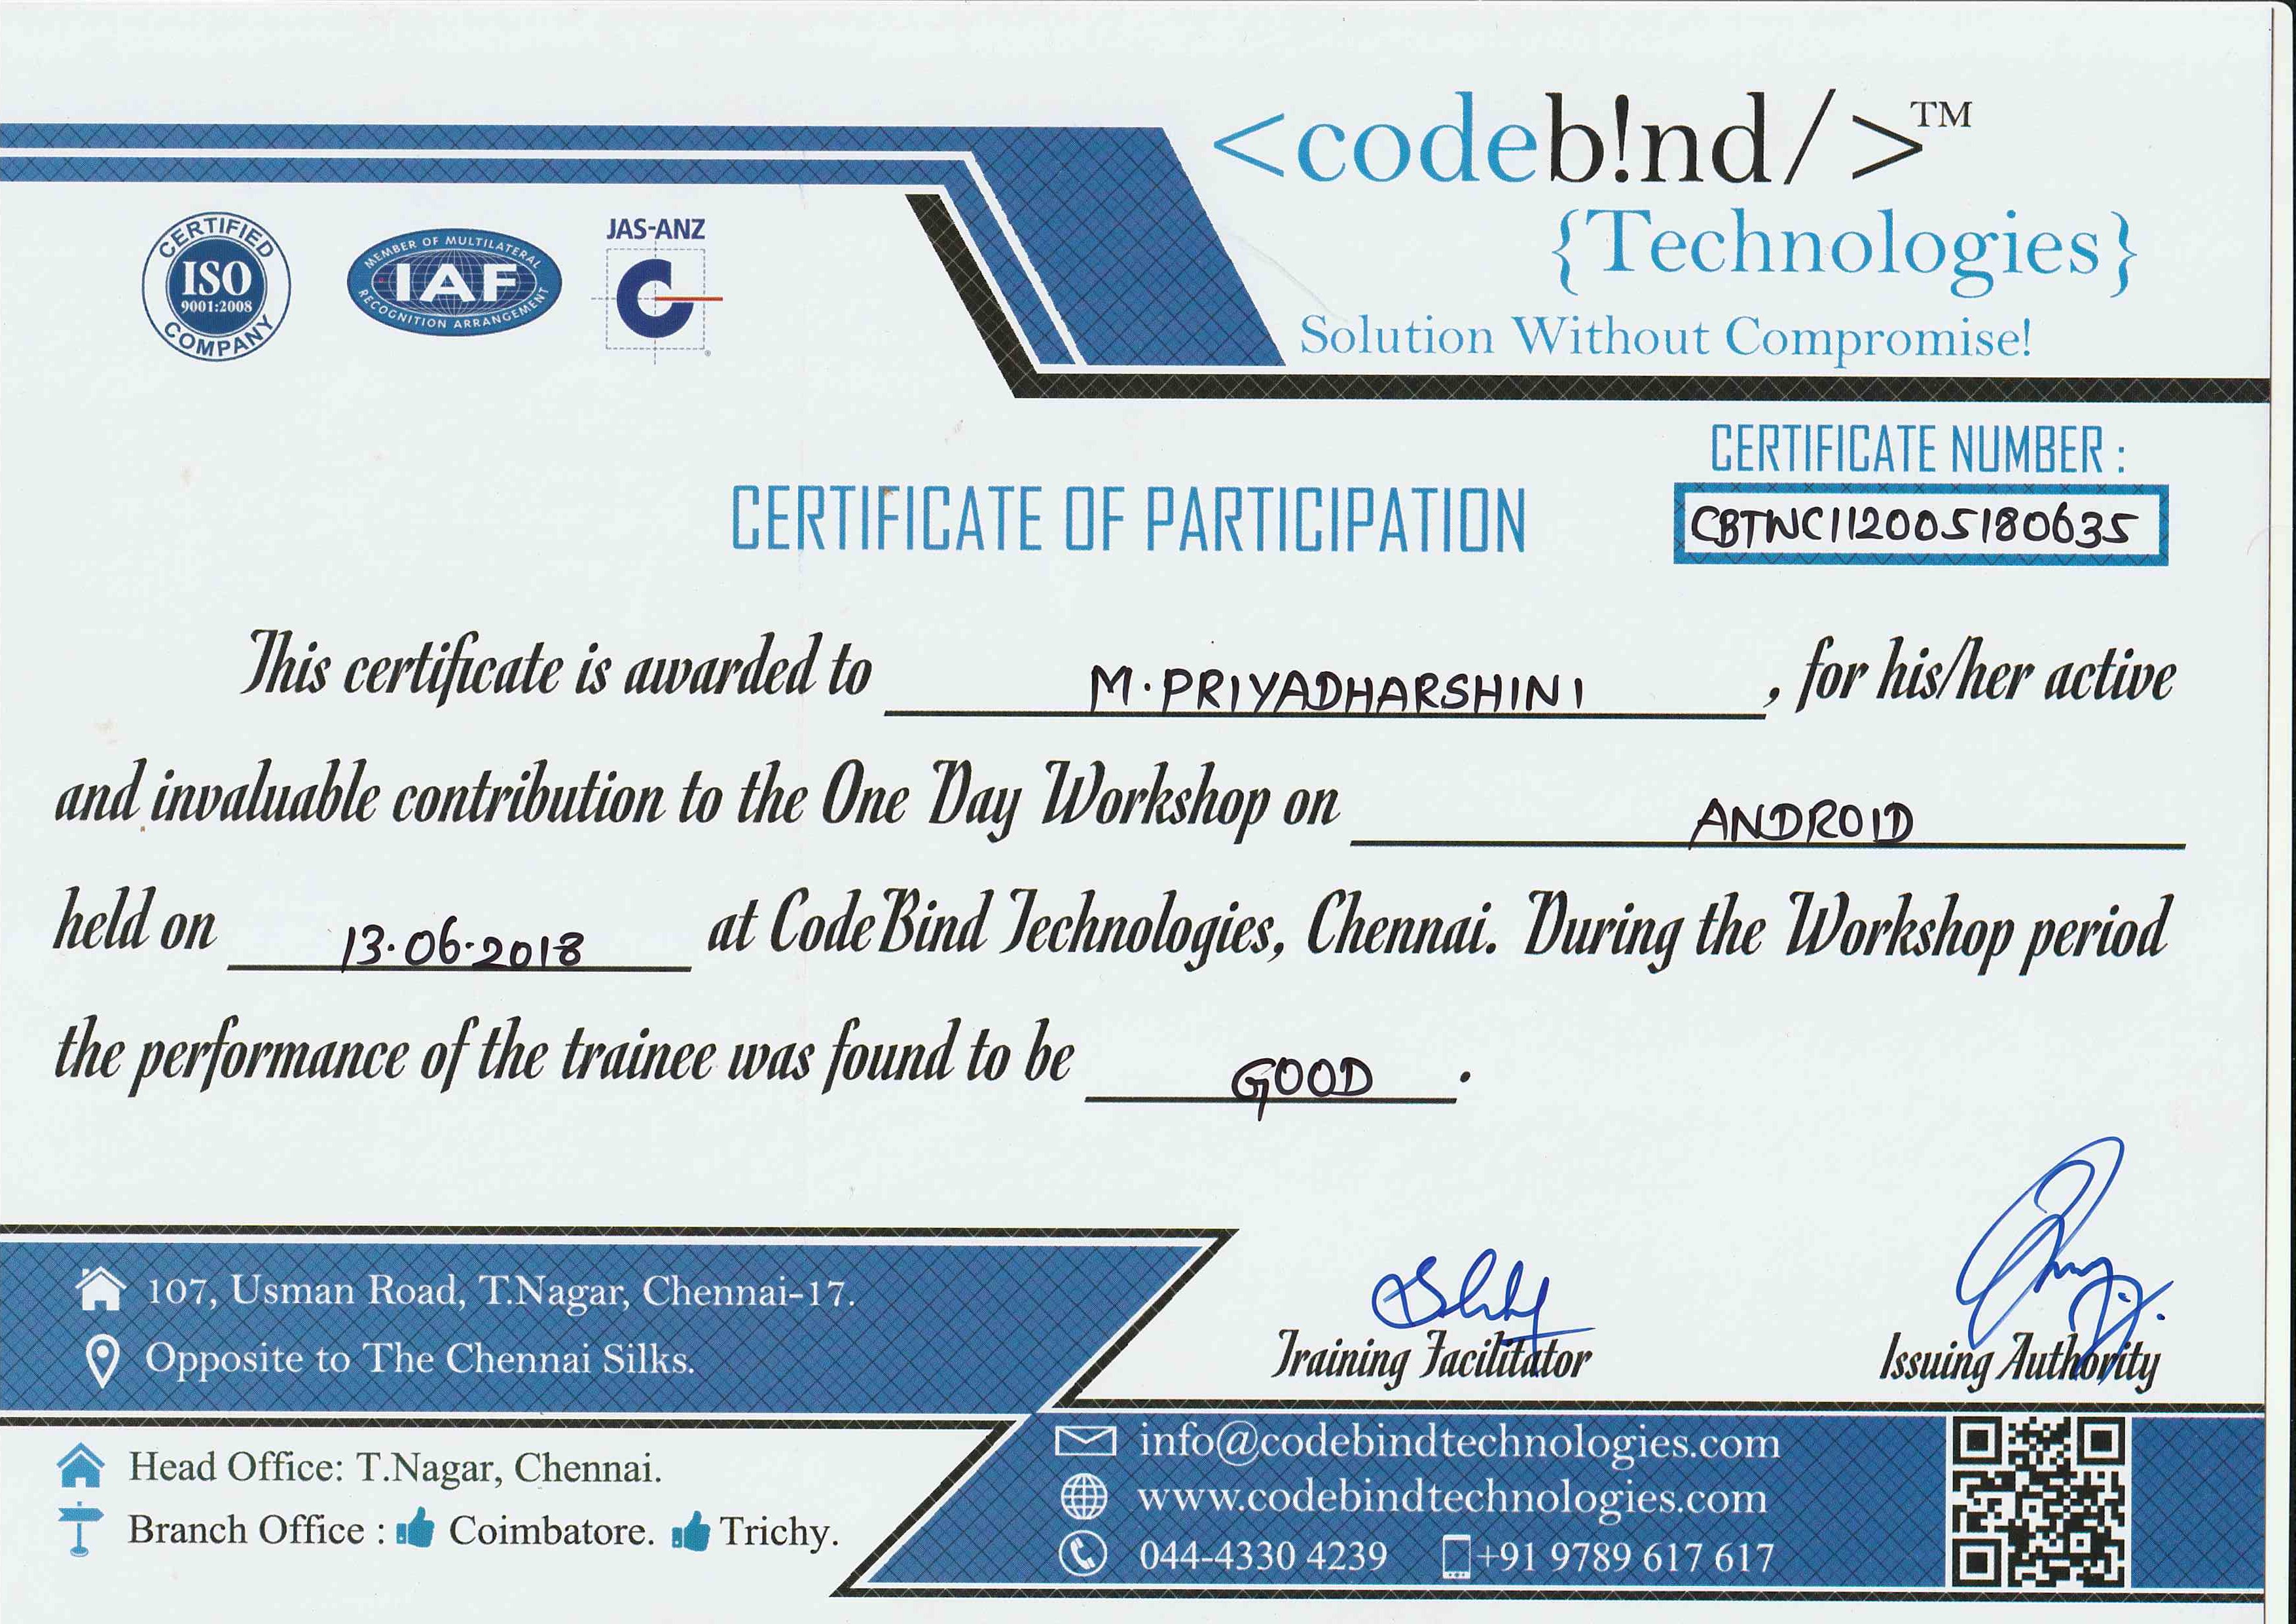 <codeb!nd/>™
{Technologies}
Solution Without Compromise!
CERTIFIED
ISO
9001:2008
COMPANY
MEMBER OF MULTILATERAL
IAF
RECOGNITION ARRANGEMENT
JAS-ANZ
CERTIFICATE NUMBER :
CBTWC112005180635
CERTIFICATE OF PARTICIPATION
This certificate is awarded to M.PRIYADHARSHINI, for his/her active
and invaluable contribution to the One Day Workshop on ANDROID
held on 13.06.2018 at CodeBind Technologies, Chennai. During the Workshop period
the performance of the trainee was found to be GOOD.
Training Facilitator
Issuing Authority
107, Usman Road, T.Nagar, Chennai-17.
Opposite to The Chennai Silks.
Head Office: T.Nagar, Chennai.
Branch Office : Coimbatore. Trichy.
info@codebindtechnologies.com
www.codebindtechnologies.com
044-4330 4239 +91 9789 617 617